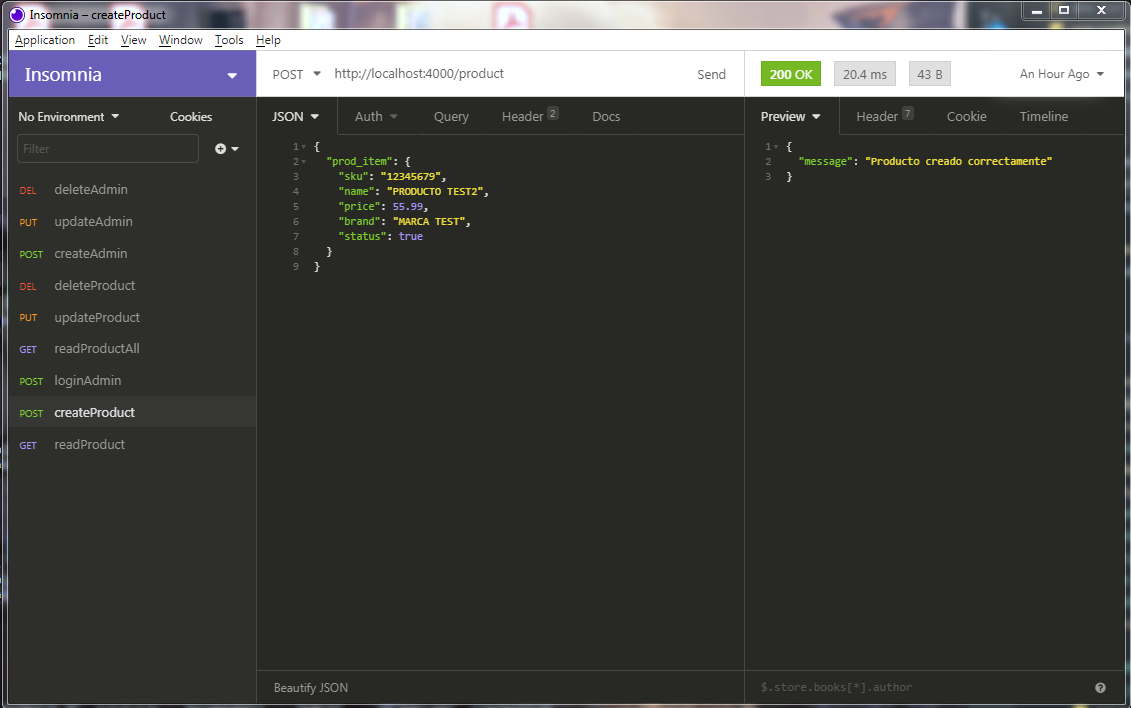 Insomnia – createProduct
Application Edit View Window Tools Help
Insomnia
POST http://localhost:4000/product Send
200 OK 20.4 ms 43 B An Hour Ago
No Environment Cookies
JSON Auth Query Header 2 Docs
Preview Header 7 Cookie Timeline
Filter
DEL deleteAdmin
PUT updateAdmin
POST createAdmin
DEL deleteProduct
PUT updateProduct
GET readProductAll
POST loginAdmin
POST createProduct
GET readProduct
1 {
2 "prod_item": {
3 "sku": "12345679",
4 "name": "PRODUCTO TEST2",
5 "price": 55.99,
6 "brand": "MARCA TEST",
7 "status": true
8 }
9 }
1 {
2 "message": "Producto creado correctamente"
3 }
Beautify JSON
$.store.books[*].author